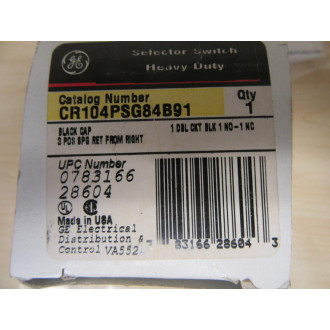 GE
Selector Switch
Heavy Duty
Catalog Number
CR104PSG84B91
Qty
1
BLACK CAP
3 POS SPG RET FROM RIGHT
1 DBL CKT BLK 1 NO-1 NC
UPC Number
0783166
28604
UL
Made in USA
GE Electrical
Distribution &
Control
83166 28604 3